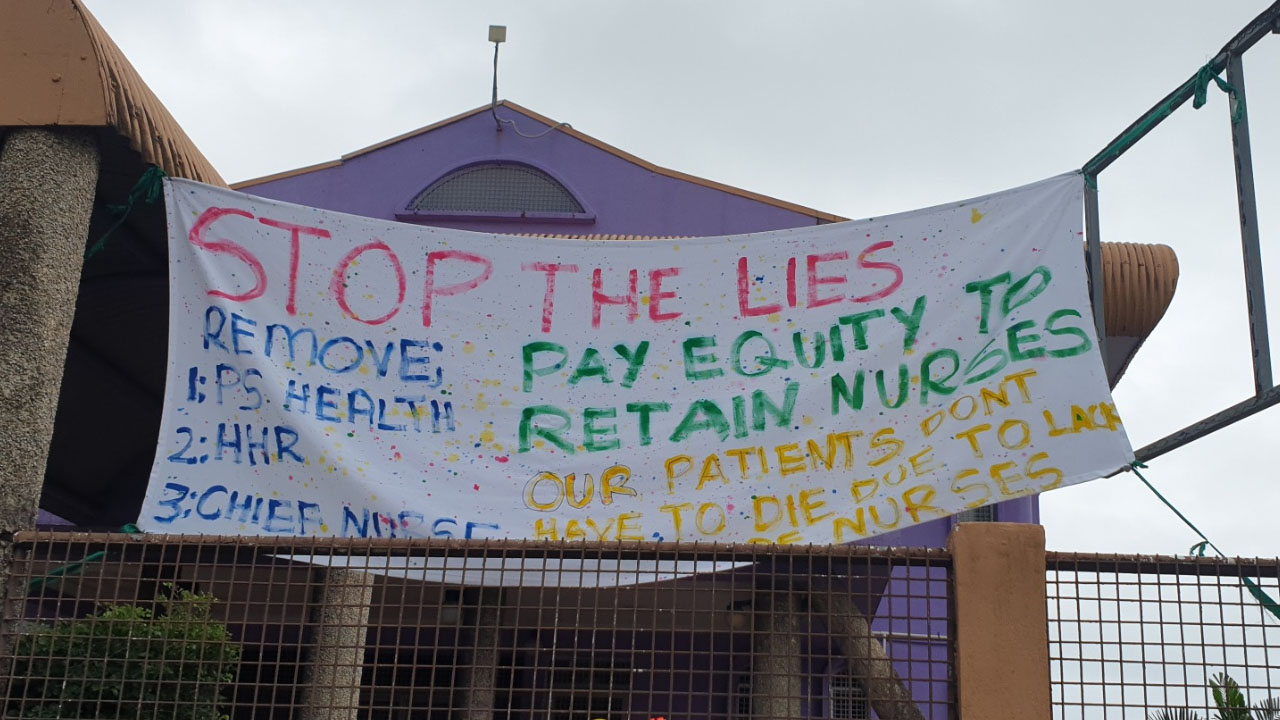 STOP THE LIES
REMOVE;
1: PS HEALTH
2: HHR
3: CHIEF NURSE
PAY EQUITY TO
RETAIN NURSES
OUR PATIENTS DONT
HAVE TO DIE DUE TO LACK
OF NURSES